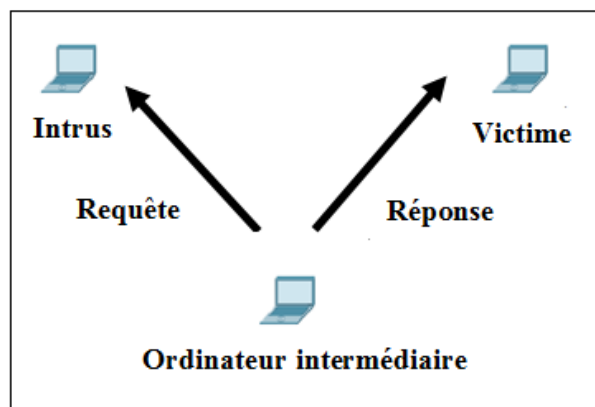 Intrus
Victime
Requête
Réponse
Ordinateur intermédiaire